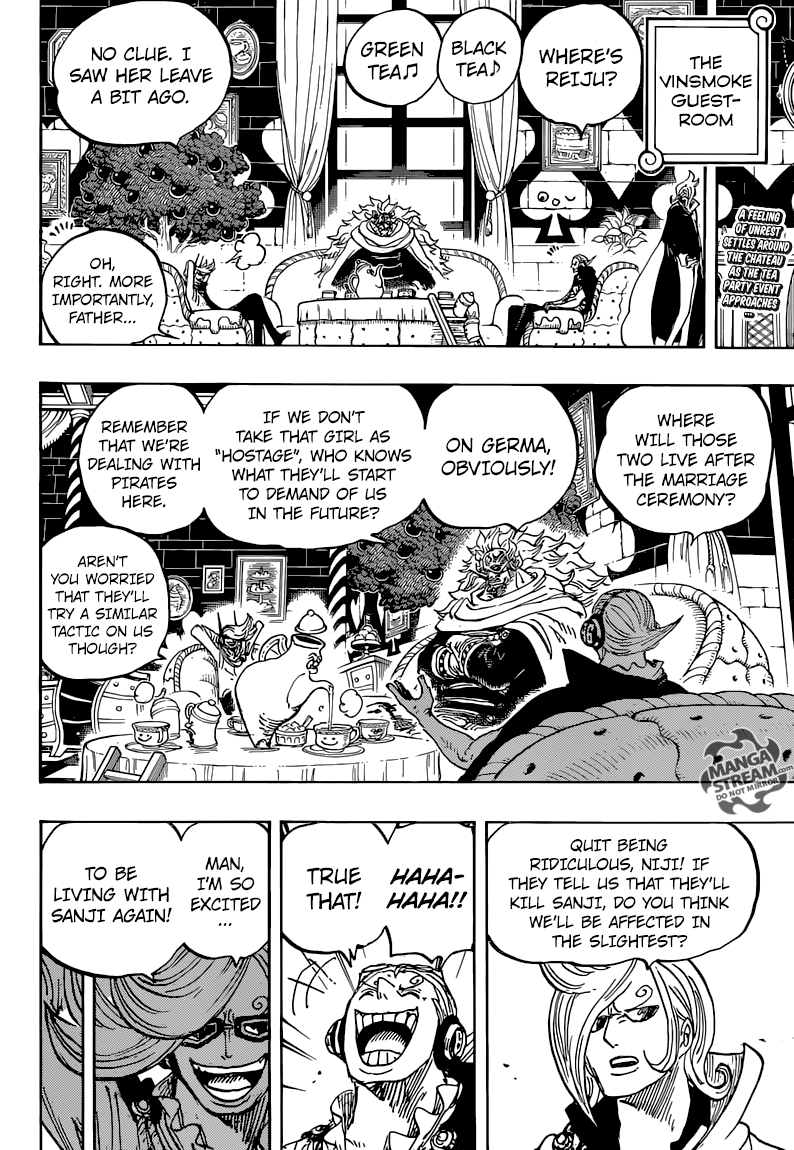 THE
VINSMOKE
GUEST-
ROOM
WHERE'S
REIJU?
BLACK
TEA♪
GREEN
TEA♫
NO CLUE. I
SAW HER LEAVE
A BIT AGO.
OH,
RIGHT. MORE
IMPORTANTLY,
FATHER...
A FEELING
OF UNREST
SETTLES AROUND
THE CHATEAU
AS THE TEA
PARTY EVENT
APPROACHES
...
WHERE
WILL THOSE
TWO LIVE AFTER
THE MARRIAGE
CEREMONY?
ON GERMA,
OBVIOUSLY!
IF WE DON'T
TAKE THAT GIRL AS
"HOSTAGE", WHO KNOWS
WHAT THEY'LL START
TO DEMAND OF US
IN THE FUTURE?
REMEMBER
THAT WE'RE
DEALING WITH
PIRATES
HERE.
AREN'T
YOU WORRIED
THAT THEY'LL
TRY A SIMILAR
TACTIC ON US
THOUGH?
MANGA
STREAM.com
DO NOT MIRROR
QUIT BEING
RIDICULOUS, NIJI! IF
THEY TELL US THAT THEY'LL
KILL SANJI, DO YOU THINK
WE'LL BE AFFECTED IN
THE SLIGHTEST?
HAHA-
HAHA!!
TRUE
THAT!
MAN,
I'M SO
EXCITED
...
TO BE
LIVING WITH
SANJI AGAIN!